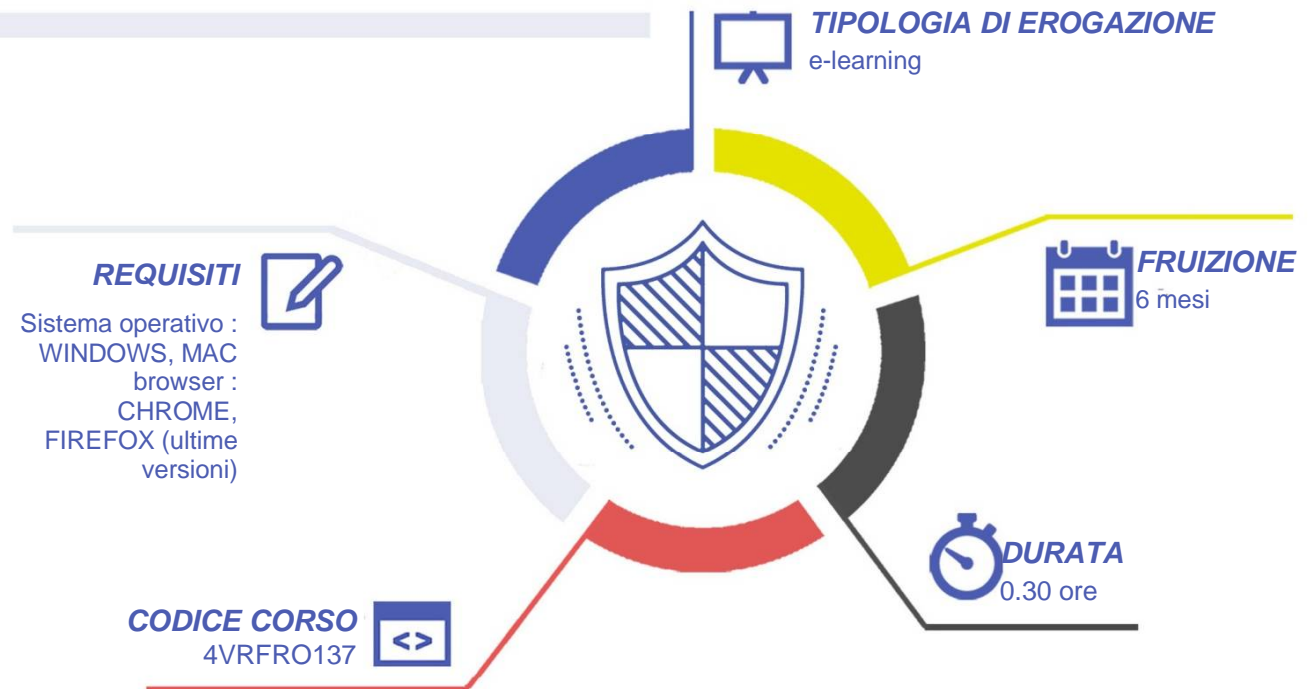 TIPOLOGIA DI EROGAZIONE
e-learning
REQUISITI
Sistema operativo :
WINDOWS, MAC
browser :
CHROME,
FIREFOX (ultime
versioni)
FRUIZIONE
6 mesi
DURATA
0.30 ore
CODICE CORSO
4VRFRO137
<>